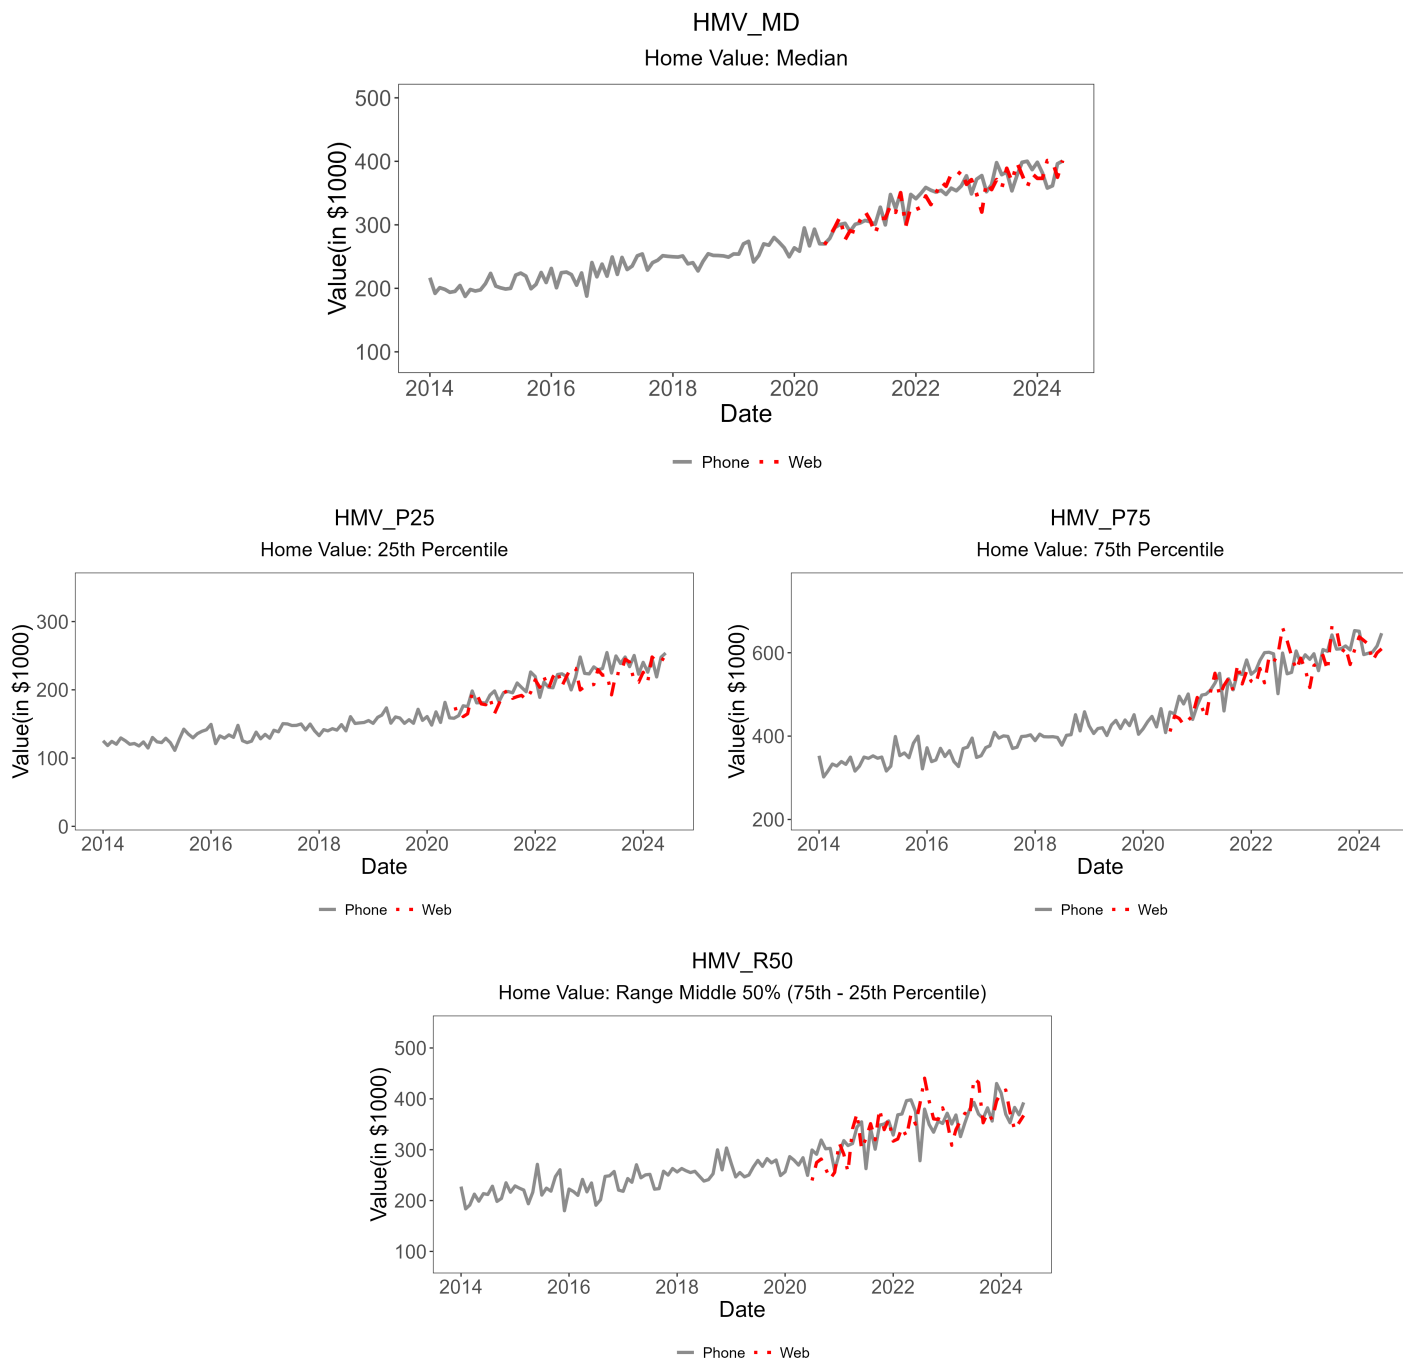 HMV_MD
Home Value: Median
Value(in $1000)
500
400
300
200
100
2014 2016 2018 2020 2022 2024
Date
Phone Web
HMV_P25
Home Value: 25th Percentile
Value(in $1000)
300
200
100
0
2014 2016 2018 2020 2022 2024
Date
Phone Web
HMV_P75
Home Value: 75th Percentile
Value(in $1000)
600
400
200
2014 2016 2018 2020 2022 2024
Date
Phone Web
HMV_R50
Home Value: Range Middle 50% (75th - 25th Percentile)
Value(in $1000)
500
400
300
200
100
2014 2016 2018 2020 2022 2024
Date
Phone Web